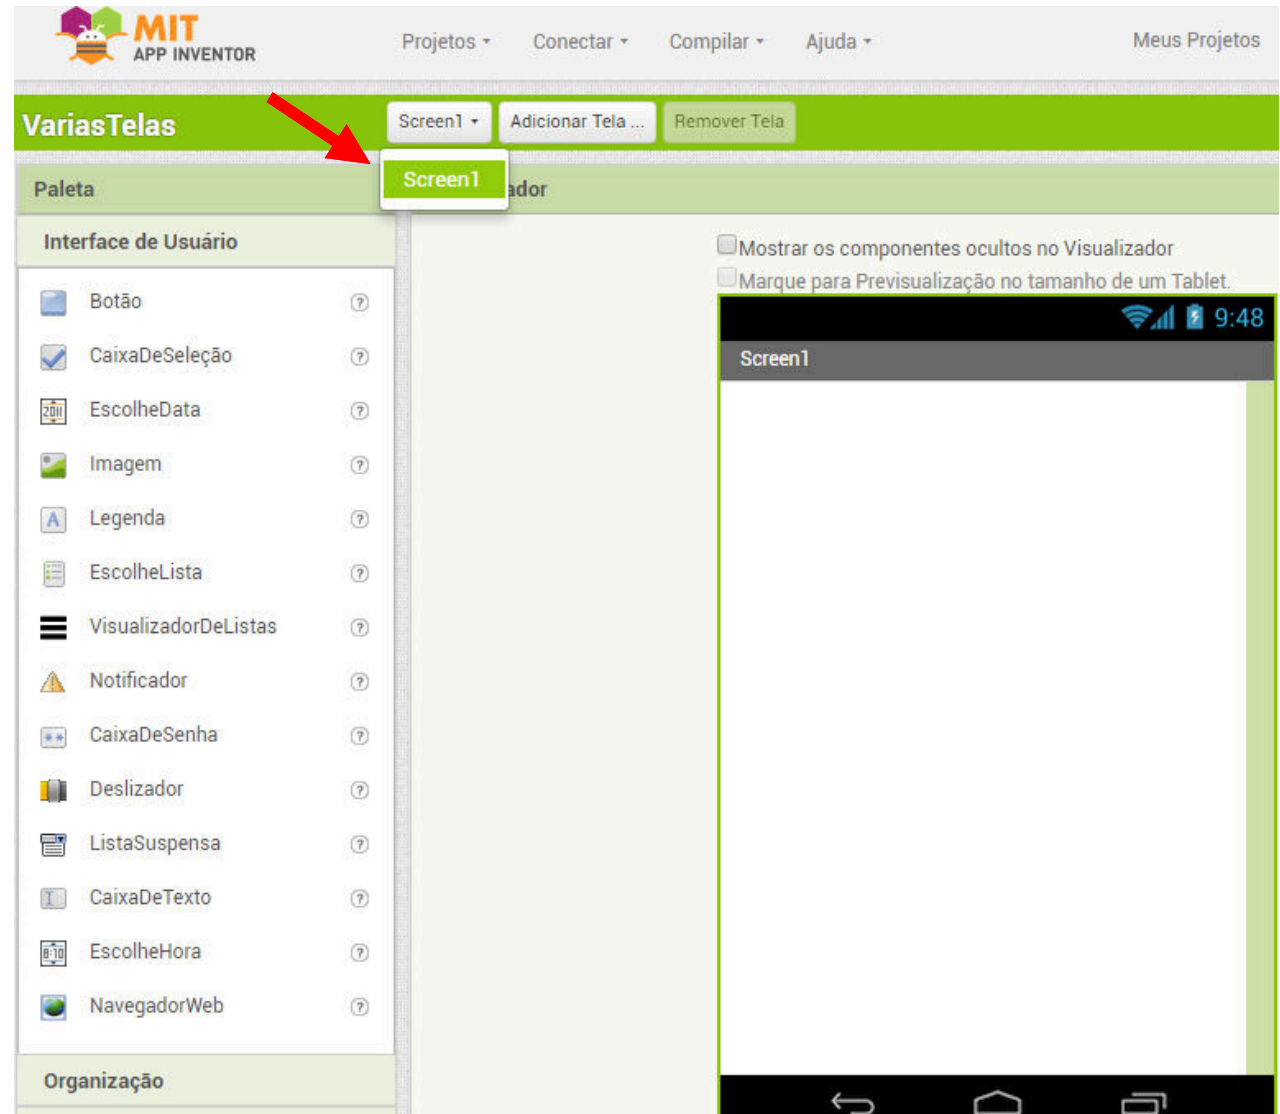 MIT
APP INVENTOR
Projetos
Conectar
Compilar
Ajuda
Meus Projetos
VariasTelas
Screen1
Adicionar Tela ...
Remover Tela
Screen1
Paleta
ador
Interface de Usuário
Botão
CaixaDeSeleção
EscolheData
Imagem
Legenda
EscolheLista
VisualizadorDeListas
Notificador
CaixaDeSenha
Deslizador
ListaSuspensa
CaixaDeTexto
EscolheHora
NavegadorWeb
Organização
Mostrar os componentes ocultos no Visualizador
Marque para Previsualização no tamanho de um Tablet.
9:48
Screen1